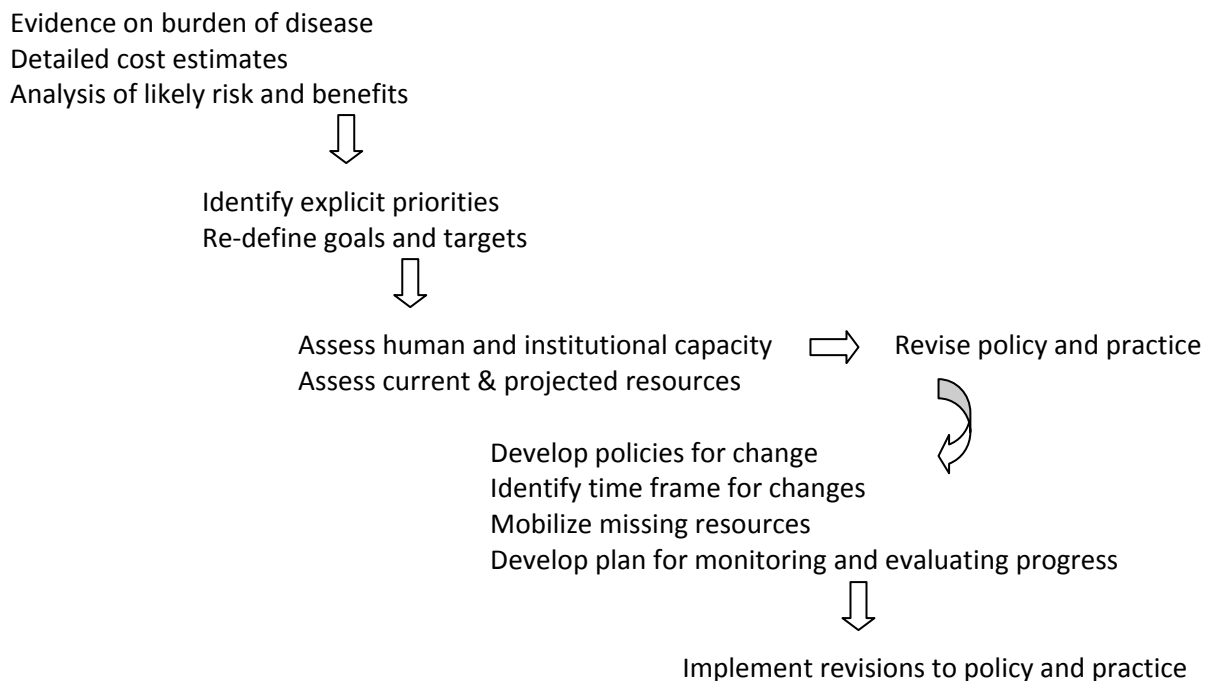 Evidence on burden of disease
Detailed cost estimates
Analysis of likely risk and benefits
Identify explicit priorities
Re-define goals and targets
Assess human and institutional capacity
Assess current & projected resources
Revise policy and practice
Develop policies for change
Identify time frame for changes
Mobilize missing resources
Develop plan for monitoring and evaluating progress
Implement revisions to policy and practice